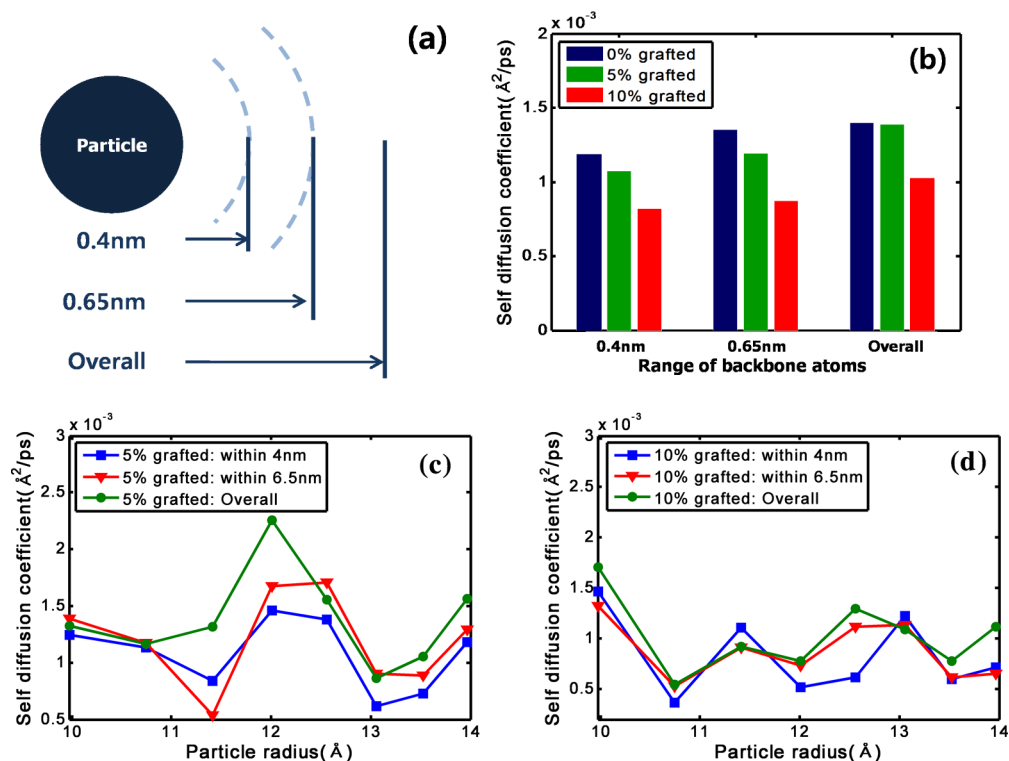 (a)
Particle
0.4nm
0.65nm
Overall
x 10⁻³
(b)
0% grafted
5% grafted
10% grafted
2
1.5
1
0.5
0
Self diffusion coefficient(Å²/ps)
0.4nm 0.65nm Overall
Range of backbone atoms
x 10⁻³
(c)
5% grafted: within 4nm
5% grafted: within 6.5nm
5% grafted: Overall
3
2.5
2
1.5
1
0.5
Self diffusion coefficient(Å²/ps)
10 11 12 13 14
Particle radius(Å)
x 10⁻³
(d)
10% grafted: within 4nm
10% grafted: within 6.5nm
10% grafted: Overall
3
2.5
2
1.5
1
0.5
Self diffusion coefficient(Å²/ps)
10 11 12 13 14
Particle radius(Å)